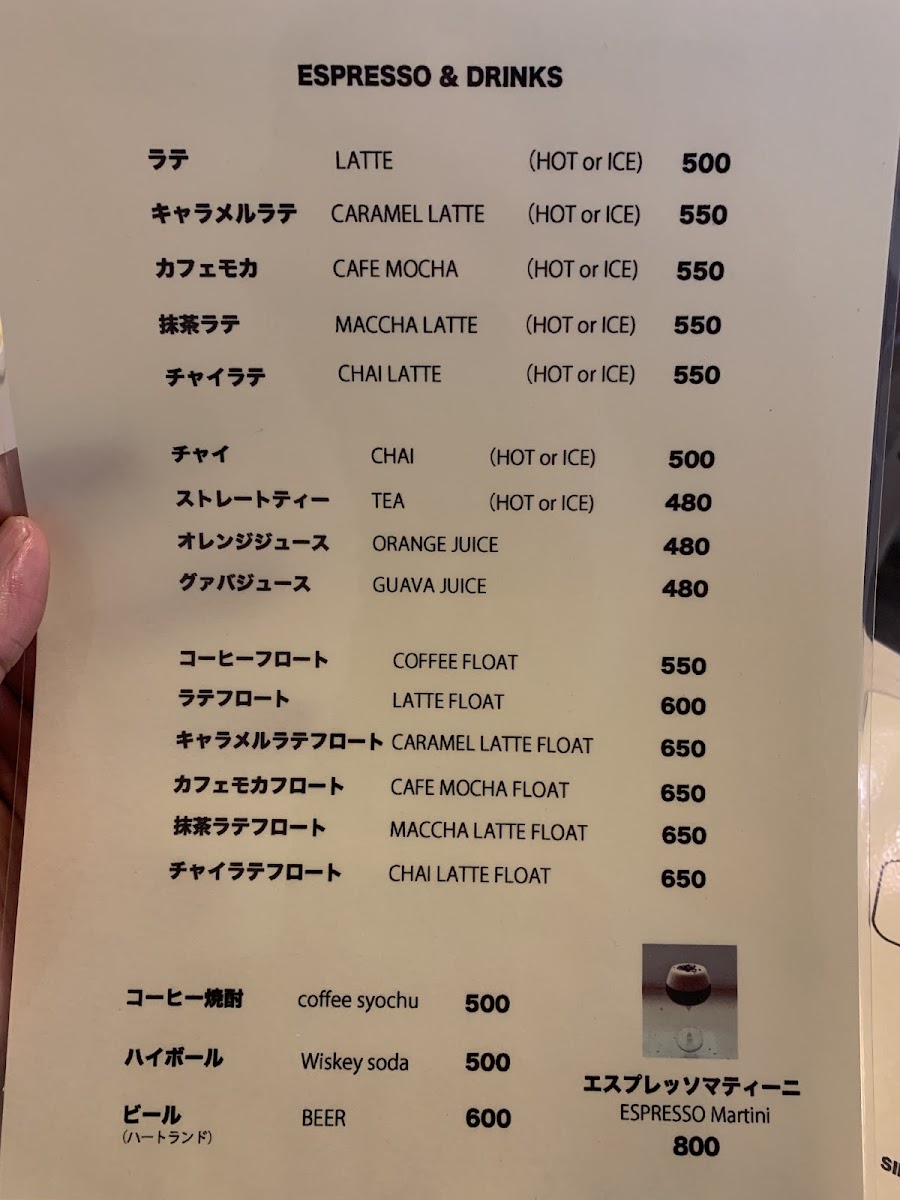 ESPRESSO & DRINKS
ラテ LATTE (HOT or ICE) 500
キャラメルラテ CARAMEL LATTE (HOT or ICE) 550
カフェモカ CAFE MOCHA (HOT or ICE) 550
抹茶ラテ MACCHA LATTE (HOT or ICE) 550
チャイラテ CHAI LATTE (HOT or ICE) 550
チャイ CHAI (HOT or ICE) 500
ストレートティー TEA (HOT or ICE) 480
オレンジジュース ORANGE JUICE 480
グァバジュース GUAVA JUICE 480
コーヒーフロート COFFEE FLOAT 550
ラテフロート LATTE FLOAT 600
キャラメルラテフロート CARAMEL LATTE FLOAT 650
カフェモカフロート CAFE MOCHA FLOAT 650
抹茶ラテフロート MACCHA LATTE FLOAT 650
チャイラテフロート CHAI LATTE FLOAT 650
コーヒー焼酎 coffee syochu 500
ハイボール Wiskey soda 500
ビール BEER 600
(ハートランド)
エスプレッソマティーニ
ESPRESSO Martini
800